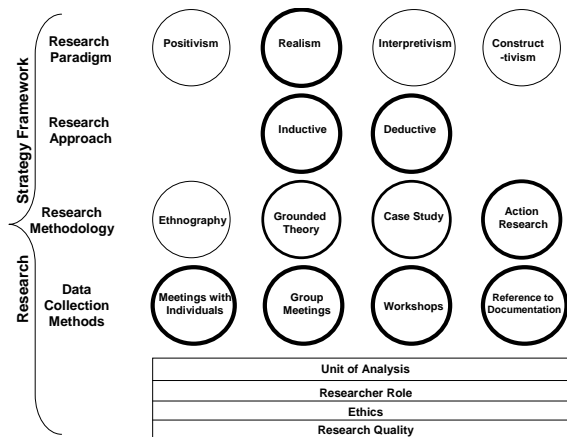 Strategy Framework
Research
Research
Paradigm
Positivism
Realism
Interpretivism
Construct
-tivism
Research
Approach
Inductive
Deductive
Research
Methodology
Ethnography
Grounded
Theory
Case Study
Action
Research
Data
Collection
Methods
Meetings with
Individuals
Group
Meetings
Workshops
Reference to
Documentation
Unit of Analysis
Researcher Role
Ethics
Research Quality